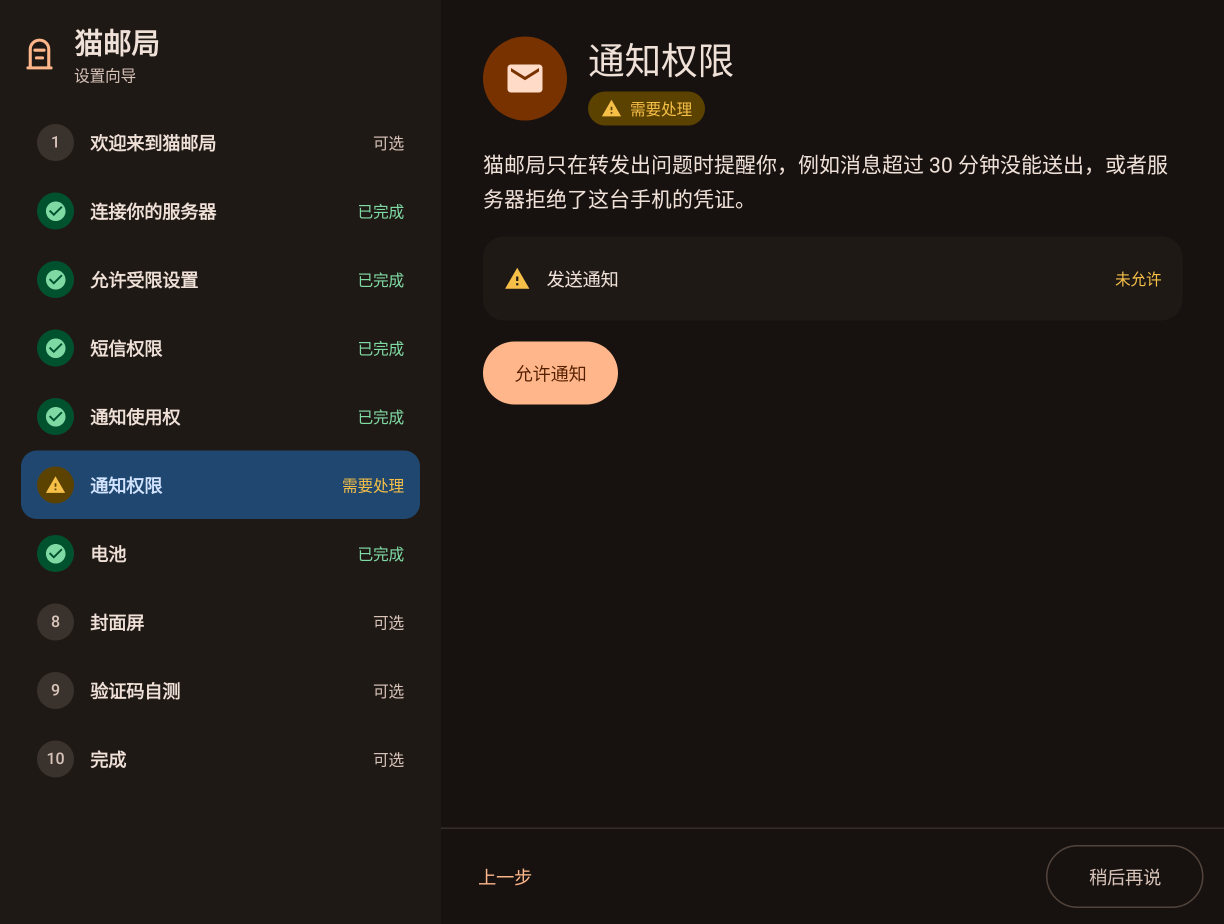 猫邮局
设置向导
1 欢迎来到猫邮局 可选
连接你的服务器 已完成
允许受限设置 已完成
短信权限 已完成
通知使用权 已完成
通知权限 需要处理
电池 已完成
8 封面屏 可选
9 验证码自测 可选
10 完成 可选
通知权限
需要处理
猫邮局只在转发出问题时提醒你，例如消息超过 30 分钟没能送出，或者服
务器拒绝了这台手机的凭证。
发送通知 未允许
允许通知
上一步 稍后再说